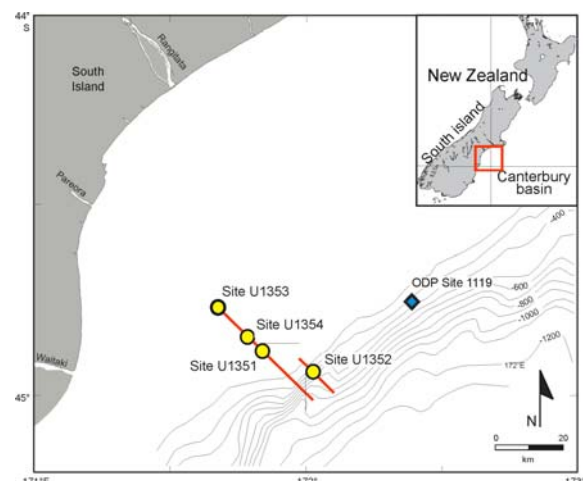 44°
S
Rangitata
South
Island
New Zealand
South island
Canterbury
basin
Pareora
-400
ODP Site 1119
-600
-800
-1000
-1200
Site U1353
Site U1354
Site U1351
Site U1352
172°E
Waitaki
45°
N
0
20
km